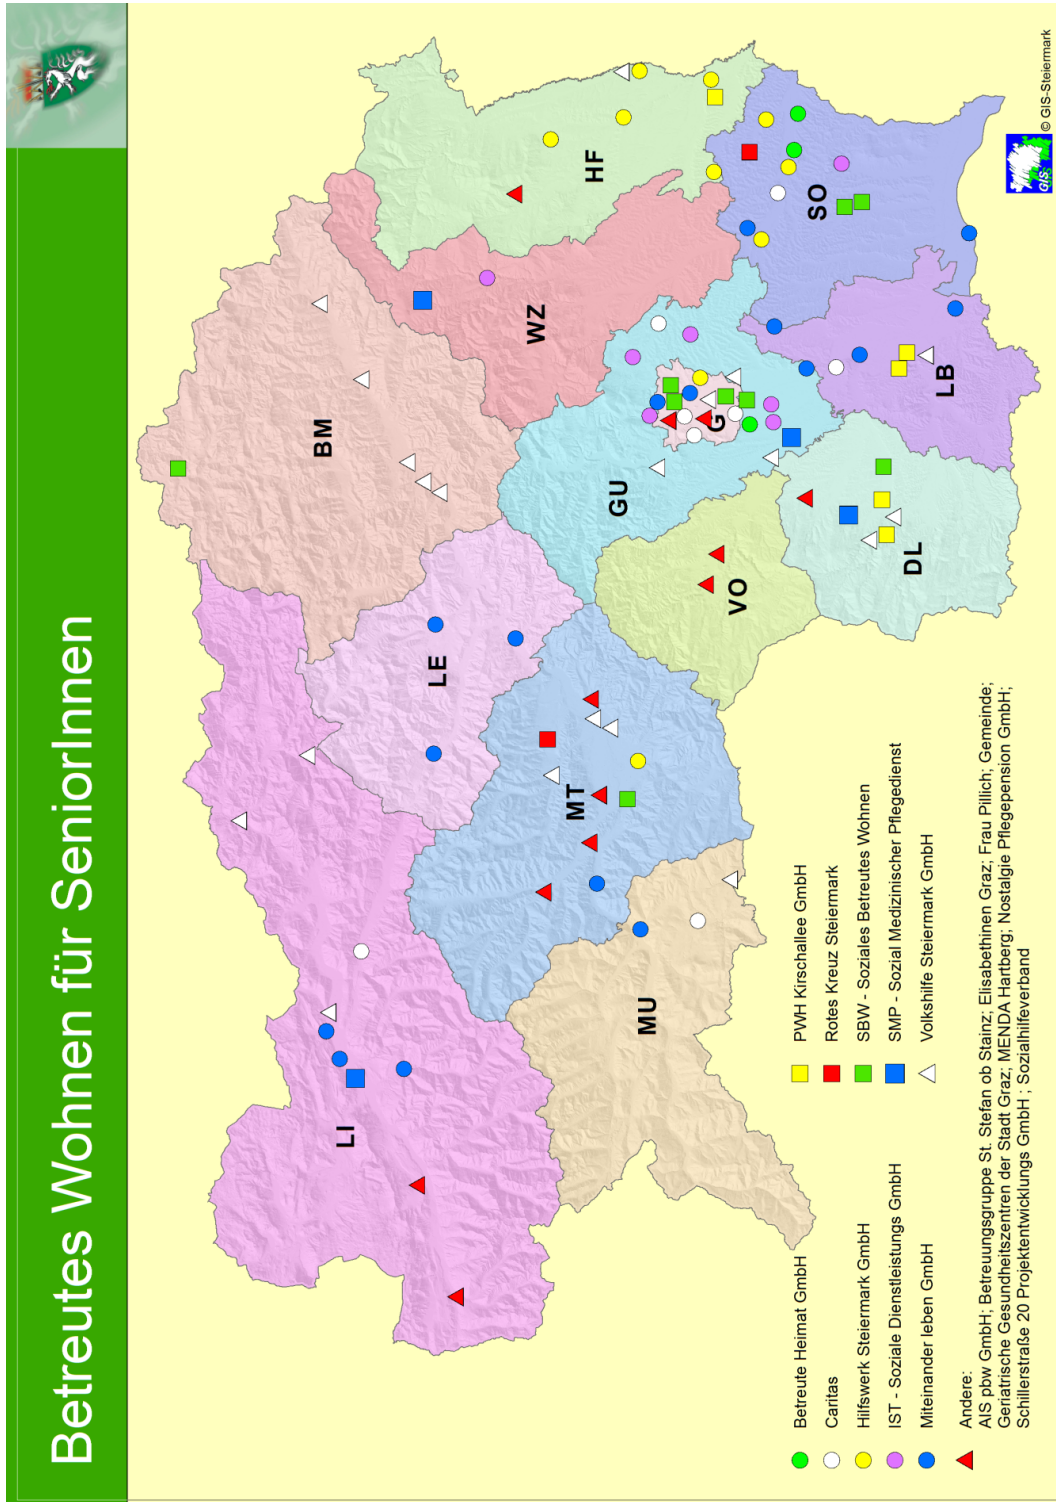 Betreutes Wohnen für SeniorInnen
BM
LI
LE
HF
WZ
GU
G
MT
MU
VO
DL
LB
SO
Betreute Heimat GmbH
Caritas
Hilfswerk Steiermark GmbH
IST - Soziale Dienstleistungs GmbH
Miteinander leben GmbH
PWH Kirschallee GmbH
Rotes Kreuz Steiermark
SBW - Soziales Betreutes Wohnen
SMP - Sozial Medizinischer Pflegedienst
Volkshilfe Steiermark GmbH
Andere:
AIS pbw GmbH; Betreuungsgruppe St. Stefan ob Stainz; Elisabethinen Graz; Frau Pillich; Gemeinde;
Geriatrische Gesundheitszentren der Stadt Graz; MENDA Hartberg; Nostalgie Pflegepension GmbH;
Schillerstraße 20 Projektentwicklungs GmbH ; Sozialhilfeverband
GIS
© GIS-Steiermark